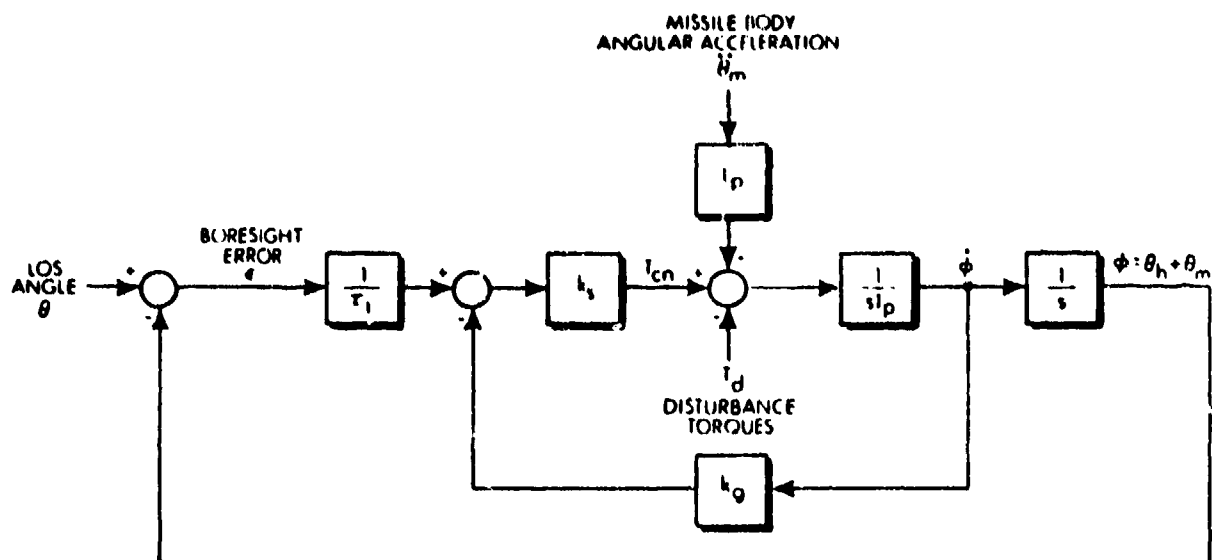 MISSILE BODY
ANGULAR ACCELERATION
θ̈m
Ip
BORESIGHT
ERROR
ϵ
LOS
ANGLE
θ
+
-
1
τ1
+
-
ks
Tcn
+
-
-
1
sIp
φ̇
1
s
φ = θh + θm
Td
DISTURBANCE
TORQUES
kg